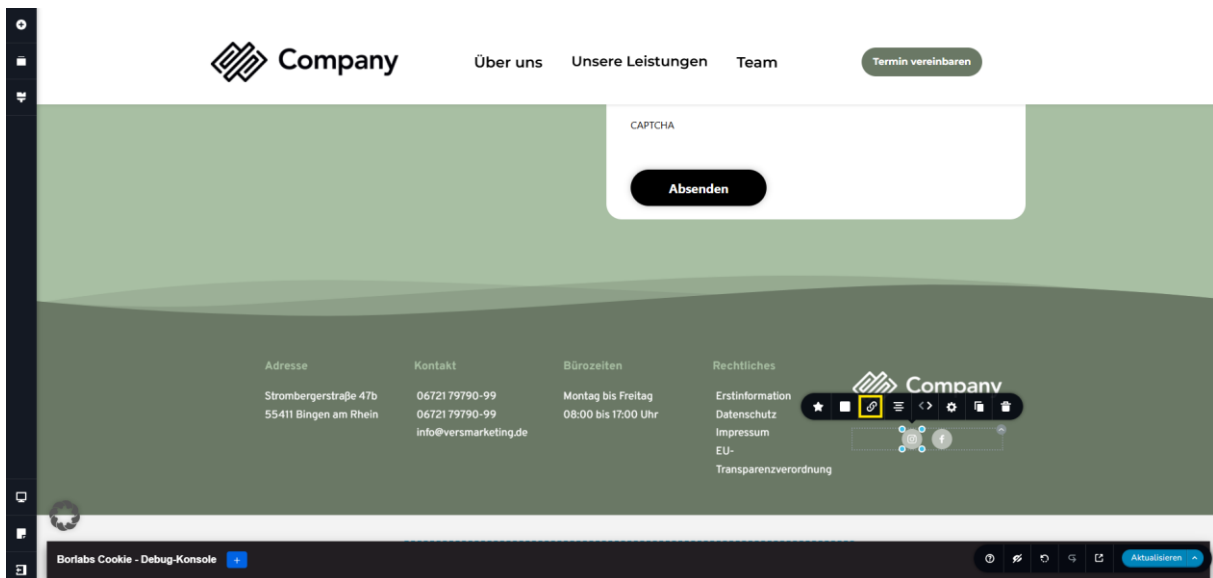 Company
Über uns
Unsere Leistungen
Team
Termin vereinbaren
CAPTCHA
Absenden
Adresse
Strombergerstraße 47b
55411 Bingen am Rhein
Kontakt
06721 79790-99
06721 79790-99
info@versmarketing.de
Bürozeiten
Montag bis Freitag
08:00 bis 17:00 Uhr
Rechtliches
Erstinformation
Datenschutz
Impressum
EU-
Transparenzverordnung
Company
Borlabs Cookie - Debug-Konsole
Aktualisieren